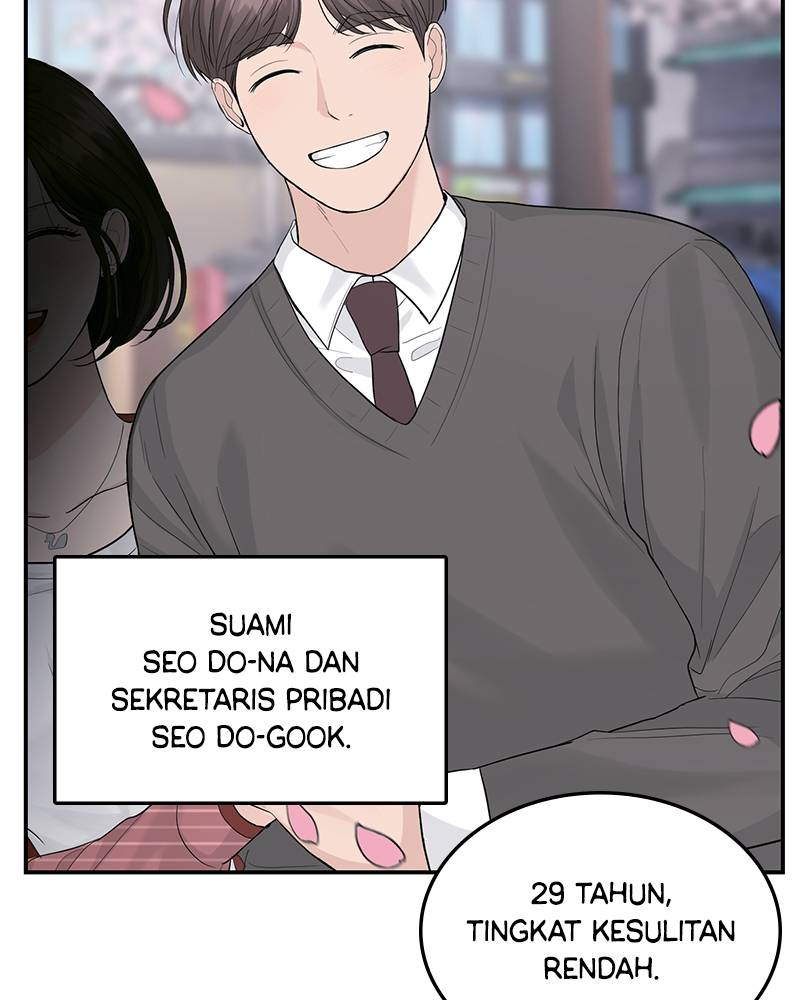 SUAMI
SEO DO-NA DAN
SEKRETARIS PRIBADI
SEO DO-GOOK.
29 TAHUN,
TINGKAT KESULITAN
RENDAH.